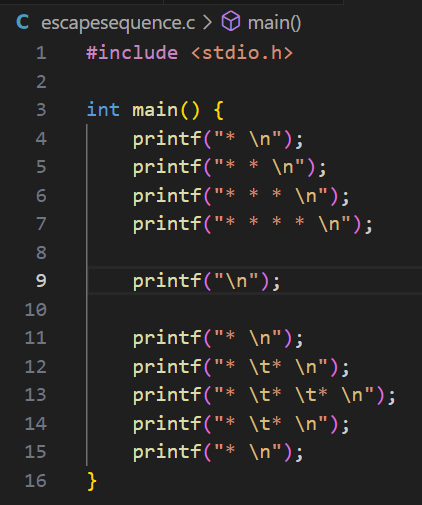 C escapesequence.c > main()
1 #include <stdio.h>
2
3 int main() {
4     printf("* \n");
5     printf("* * \n");
6     printf("* * * \n");
7     printf("* * * * \n");
8
9     printf("\n");
10
11     printf("* \n");
12     printf("* \t* \n");
13     printf("* \t* \t* \n");
14     printf("* \t* \n");
15     printf("* \n");
16 }